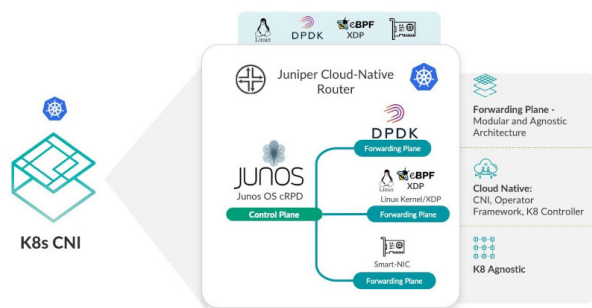 Linux
DPDK
eBPF
XDP
Juniper Cloud-Native
Router
K8s CNI
JUNOS
Junos OS cRPD
Control Plane
DPDK
Forwarding Plane
Linux
eBPF
XDP
Linux Kernel/XDP
Forwarding Plane
Smart-NIC
Forwarding Plane
Forwarding Plane -
Modular and Agnostic
Architecture
Cloud Native:
CNI, Operator
Framework, K8 Controller
K8 Agnostic